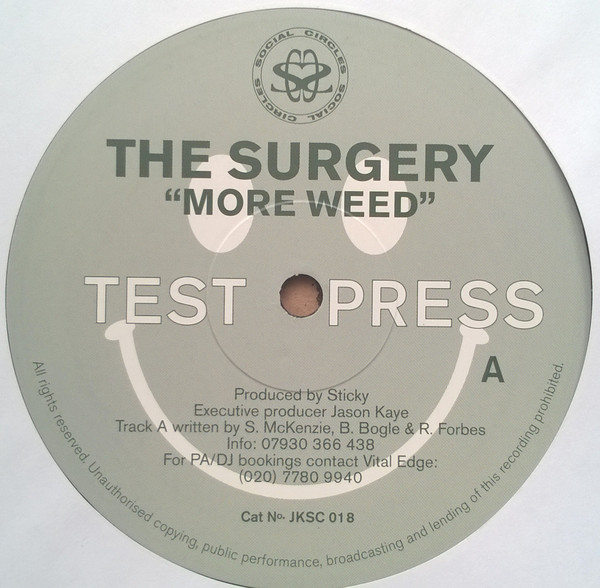 SOCIAL CIRCLES SOCIAL CIRCLES
THE SURGERY
“MORE WEED”
TEST PRESS
A
Produced by Sticky
Executive producer Jason Kaye
Track A written by S. McKenzie, B. Bogle & R. Forbes
Info: 07930 366 438
For PA/DJ bookings contact Vital Edge:
(020) 7780 9940
Cat No. JKSC 018
All rights reserved. Unauthorised copying, public performance, broadcasting and lending of this recording prohibited.